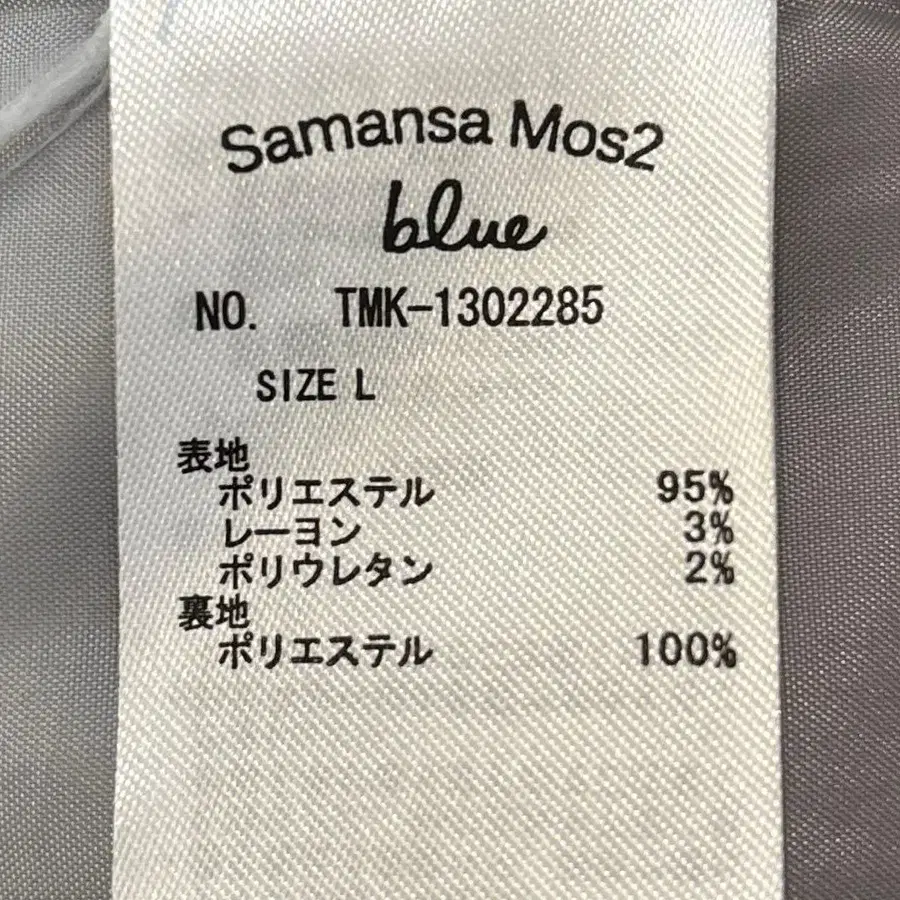 Samansa Mos2
blue
NO. TMK-1302285
SIZE L
表地
ポリエステル 95%
レーヨン 3%
ポリウレタン 2%
裏地
ポリエステル 100%